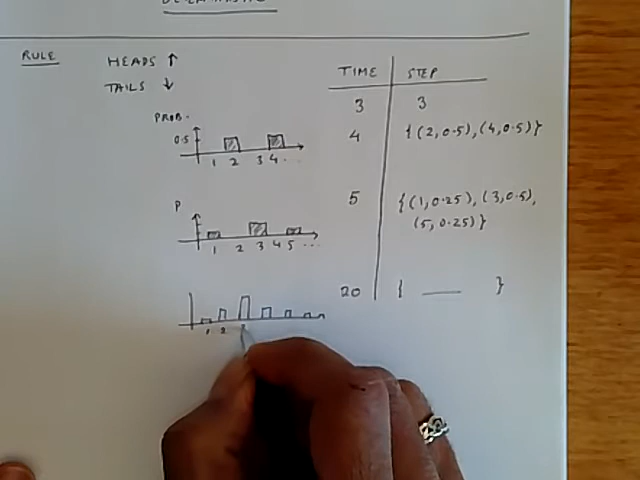 RULE
HEADS ↑
TAILS ↓
TIME STEP
3 3
4 {(2,0.5),(4,0.5)}
5 {(1,0.25),(3,0.5),
(5,0.25)}
20 { ___ }
PROB.
0.5
1 2 3 4 ...
P
1 2 3 4 5 ...
1 2